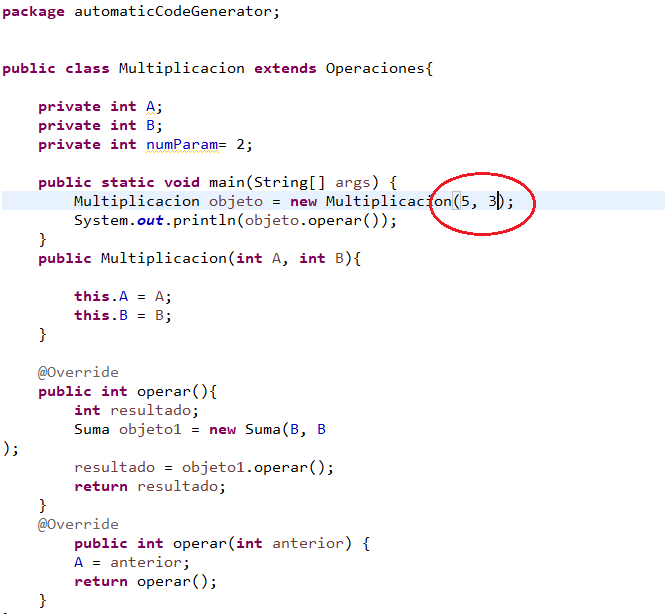 package automaticCodeGenerator;
public class Multiplicacion extends Operaciones{
private int A;
private int B;
private int numParam= 2;
public static void main(String[] args) {
Multiplicacion objeto = new Multiplicacion(5, 3);
System.out.println(objeto.operar());
}
public Multiplicacion(int A, int B){
this.A = A;
this.B = B;
}
@Override
public int operar(){
int resultado;
Suma objeto1 = new Suma(B, B
);
resultado = objeto1.operar();
return resultado;
}
@Override
public int operar(int anterior) {
A = anterior;
return operar();
}